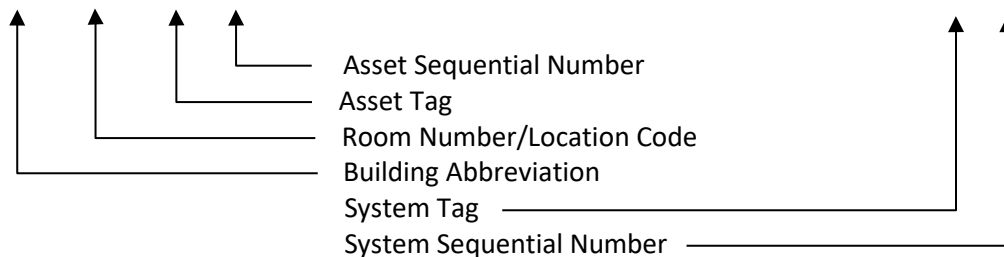 Asset Sequential Number
Asset Tag
Room Number/Location Code
Building Abbreviation
System Tag
System Sequential Number